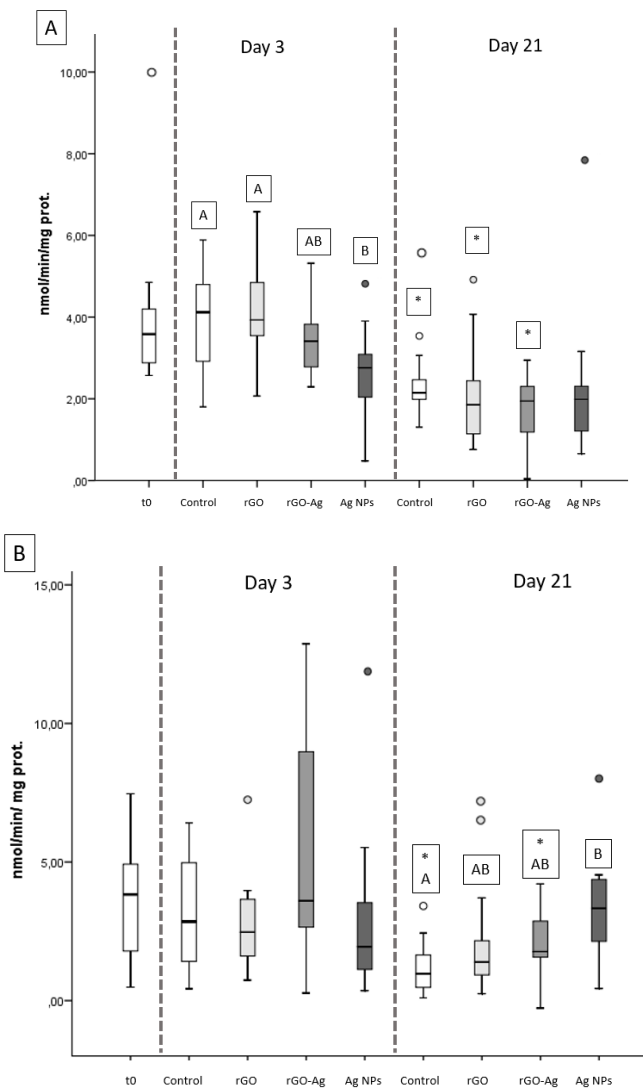 A
Day 3
Day 21
10,00
8,00
6,00
4,00
2,00
,00
nmol/min/mg prot.
A
A
AB
B
*
*
*
t0
Control
rGO
rGO-Ag
Ag NPs
Control
rGO
rGO-Ag
Ag NPs
B
Day 3
Day 21
15,00
10,00
5,00
,00
nmol/min/ mg prot.
*
A
AB
*
AB
B
t0
Control
rGO
rGO-Ag
Ag NPs
Control
rGO
rGO-Ag
Ag NPs